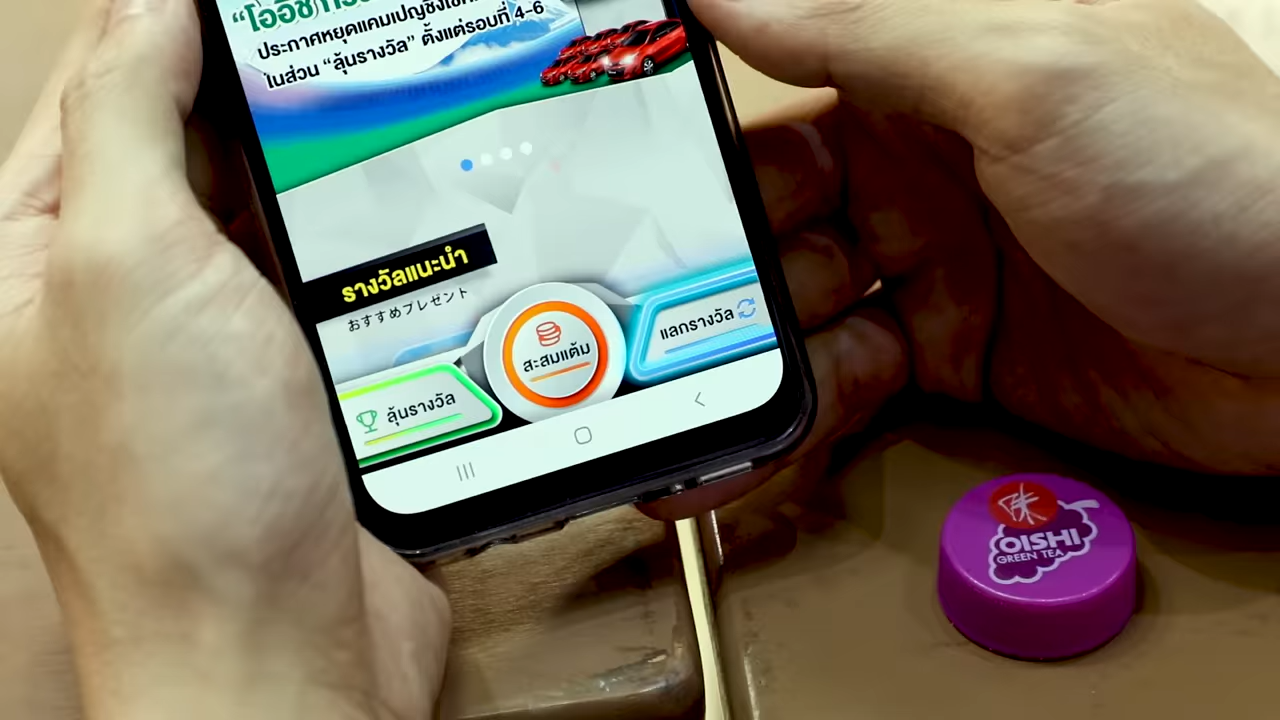 "โออิชิ
ประกาศหยุดแคมเปญชิงโชค
ในส่วน "ลุ้นรางวัล" ตั้งแต่รอบที่ 4-6
รางวัลแนะนำ
おすすめプレゼント
ลุ้นรางวัล
สะสมแต้ม
แลกรางวัล
OISHI
GREEN TEA